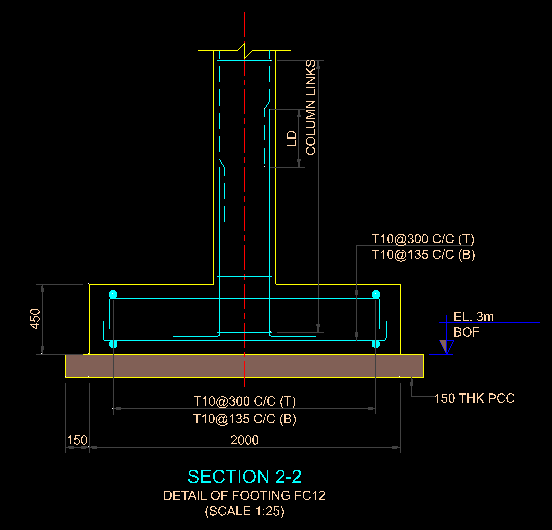 COLUMN LINKS
LD
T10@300 C/C (T)
T10@135 C/C (B)
450
EL. 3m
BOF
T10@300 C/C (T)
T10@135 C/C (B)
150 THK PCC
150
2000
SECTION 2-2
DETAIL OF FOOTING FC12
(SCALE 1:25)